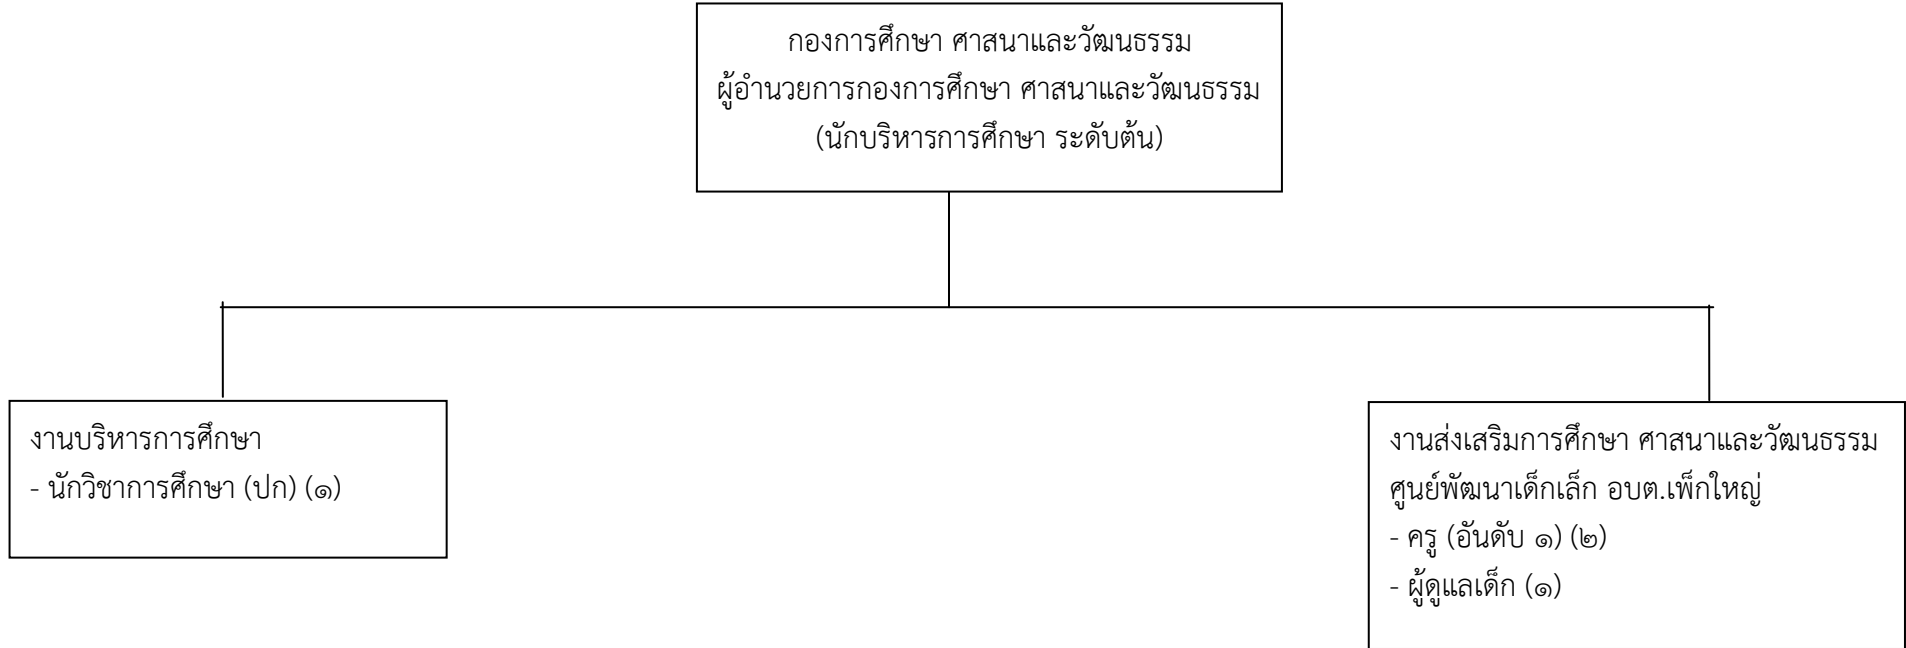 กองการศึกษา ศาสนาและวัฒนธรรม
ผู้อำนวยการกองการศึกษา ศาสนาและวัฒนธรรม
(นักบริหารการศึกษา ระดับต้น)
งานบริหารการศึกษา
- นักวิชาการศึกษา (ปก) (๑)
งานส่งเสริมการศึกษา ศาสนาและวัฒนธรรม
ศูนย์พัฒนาเด็กเล็ก อบต.เพ็กใหญ่
- ครู (อันดับ ๑) (๒)
- ผู้ดูแลเด็ก (๑)